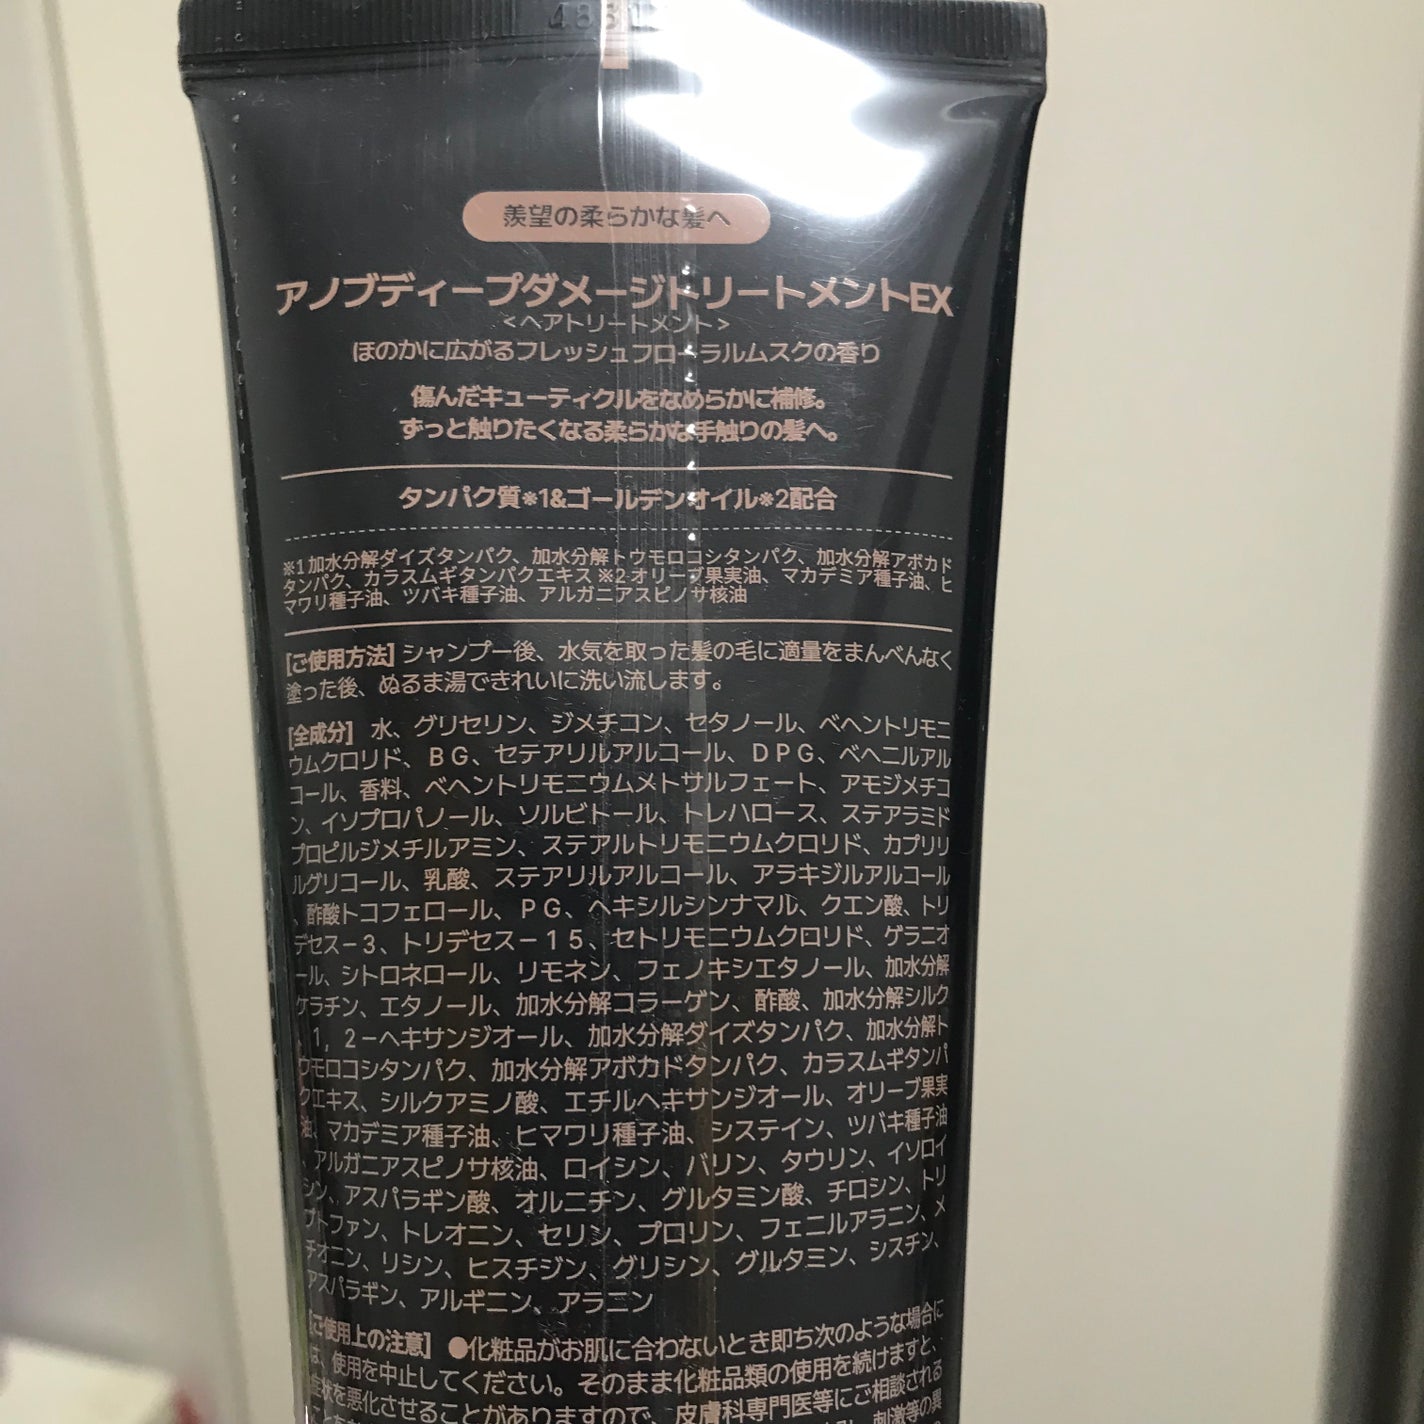 羨望の柔らかな髪へ
アノブディープダメージトリートメントEX
<ヘアトリートメント>
ほのかに広がるフレッシュフローラルムスクの香り
傷んだキューティクルをなめらかに補修。
ずっと触りたくなる柔らかな手触りの髪へ。
タンパク質※1&ゴールデンオイル※2配合
※1 加水分解ダイズタンパク、加水分解トウモロコシタンパク、加水分解アボカド
タンパク、カラスムギタンパクエキス ※2 オリーブ果実油、マカデミア種子油、ヒ
マワリ種子油、ツバキ種子油、アルガニアスピノサ核油
[ご使用方法] シャンプー後、水気を取った髪の毛に適量をまんべんなく
塗った後、ぬるま湯できれいに洗い流します。
[全成分] 水、グリセリン、ジメチコン、セタノール、ベヘントリモニ
ウムクロリド、BG、セテアリルアルコール、DPG、ベヘニルアル
コール、香料、ベヘントリモニウムメトサルフェート、アモジメチコ
ン、イソプロパノール、ソルビトール、トレハロース、ステアラミド
プロピルジメチルアミン、ステアルトリモニウムクロリド、カプリリ
ルグリコール、乳酸、ステアリルアルコール、アラキジルアルコール
、酢酸トコフェロール、PG、ヘキシルシンナマル、クエン酸、トリ
デセス－3、トリデセス－15、セトリモニウムクロリド、ゲラニオ
ール、シトロネロール、リモネン、フェノキシエタノール、加水分解
ケラチン、エタノール、加水分解コラーゲン、酢酸、加水分解シルク
1,2－ヘキサンジオール、加水分解ダイズタンパク、加水分解ト
ウモロコシタンパク、加水分解アボカドタンパク、カラスムギタンパ
クエキス、シルクアミノ酸、エチルヘキサンジオール、オリーブ果実
油、マカデミア種子油、ヒマワリ種子油、システイン、ツバキ種子油
、アルガニアスピノサ核油、ロイシン、バリン、タウリン、イソロイ
シン、アスパラギン酸、オルニチン、グルタミン酸、チロシン、トリ
プトファン、トレオニン、セリン、プロリン、フェニルアラニン、メ
チオニン、リシン、ヒスチジン、グリシン、グルタミン、シスチン、
アスパラギン、アルギニン、アラニン
[ご使用上の注意] ●化粧品がお肌に合わないとき即ち次のような場合に
は、使用を中止してください。そのまま化粧品類の使用を続けますと、
症状を悪化させることがありますので、皮膚科専門医等にご相談される
刺激等の異